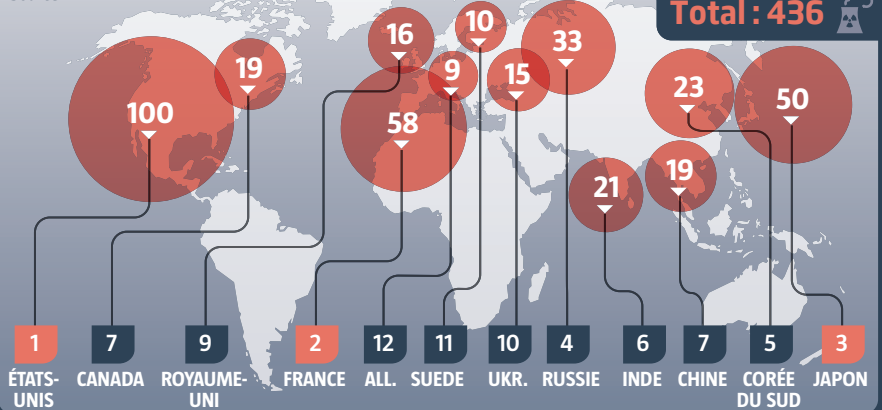 Total : 436
100
19
16
58
9
10
15
33
21
19
23
50
1
7
9
2
12
11
10
4
6
7
5
3
ÉTATS-
UNIS
CANADA
ROYAUME-
UNI
FRANCE
ALL.
SUEDE
UKR.
RUSSIE
INDE
CHINE
CORÉE
DU SUD
JAPON